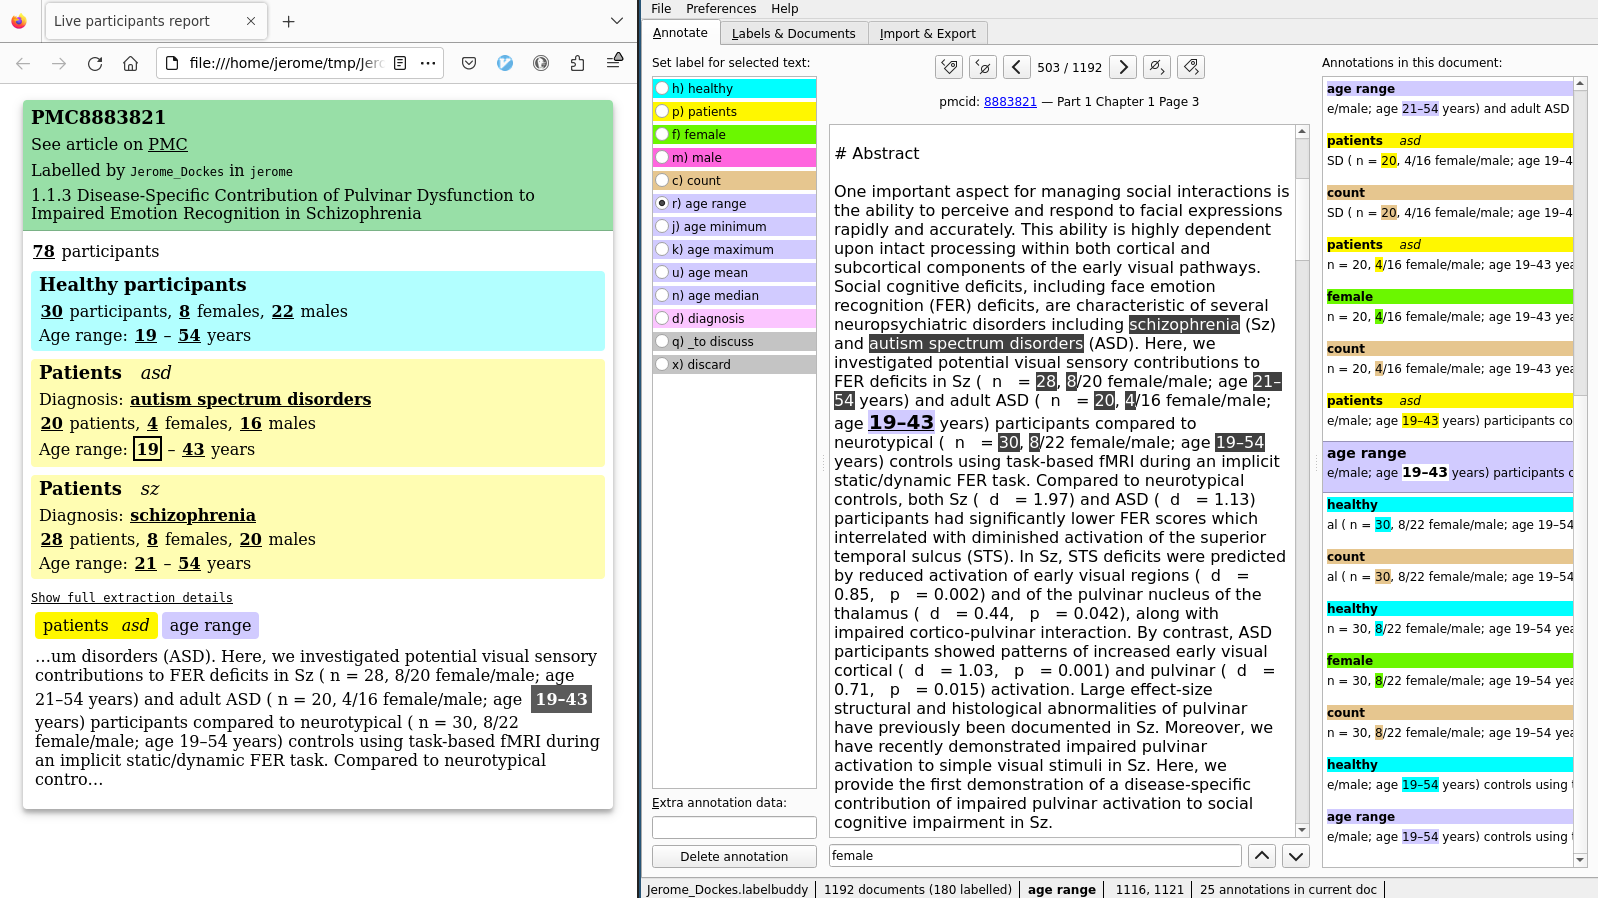 Live participants report
file:///home/jerome/tmp/Jer
PMC8883821
See article on PMC
Labelled by Jerome_Dockes in jerome
1.1.3 Disease-Specific Contribution of Pulvinar Dysfunction to
Impaired Emotion Recognition in Schizophrenia
78 participants
Healthy participants
30 participants, 8 females, 22 males
Age range: 19 – 54 years
Patients asd
Diagnosis: autism spectrum disorders
20 patients, 4 females, 16 males
Age range: 19 – 43 years
Patients sz
Diagnosis: schizophrenia
28 patients, 8 females, 20 males
Age range: 21 – 54 years
Show full extraction details
patients asd age range
...um disorders (ASD). Here, we investigated potential visual sensory
contributions to FER deficits in Sz ( n = 28, 8/20 female/male; age
21–54 years) and adult ASD ( n = 20, 4/16 female/male; age 19–43
years) participants compared to neurotypical ( n = 30, 8/22
female/male; age 19–54 years) controls using task-based fMRI during
an implicit static/dynamic FER task. Compared to neurotypical
contro...
File Preferences Help
Annotate Labels & Documents Import & Export
Set label for selected text:
h) healthy
p) patients
f) female
m) male
c) count
r) age range
j) age minimum
k) age maximum
u) age mean
n) age median
d) diagnosis
q) _to discuss
x) discard
Extra annotation data:
Delete annotation
503 / 1192
pmcid: 8883821 — Part 1 Chapter 1 Page 3
# Abstract
One important aspect for managing social interactions is
the ability to perceive and respond to facial expressions
rapidly and accurately. This ability is highly dependent
upon intact processing within both cortical and
subcortical components of the early visual pathways.
Social cognitive deficits, including face emotion
recognition (FER) deficits, are characteristic of several
neuropsychiatric disorders including schizophrenia (Sz)
and autism spectrum disorders (ASD). Here, we
investigated potential visual sensory contributions to
FER deficits in Sz ( n = 28, 8/20 female/male; age 21–
54 years) and adult ASD ( n = 20, 4/16 female/male;
age 19–43 years) participants compared to
neurotypical ( n = 30, 8/22 female/male; age 19–54
years) controls using task-based fMRI during an implicit
static/dynamic FER task. Compared to neurotypical
controls, both Sz ( d = 1.97) and ASD ( d = 1.13)
participants had significantly lower FER scores which
interrelated with diminished activation of the superior
temporal sulcus (STS). In Sz, STS deficits were predicted
by reduced activation of early visual regions ( d =
0.85, p = 0.002) and of the pulvinar nucleus of the
thalamus ( d = 0.44, p = 0.042), along with
impaired cortico-pulvinar interaction. By contrast, ASD
participants showed patterns of increased early visual
cortical ( d = 1.03, p = 0.001) and pulvinar ( d =
0.71, p = 0.015) activation. Large effect-size
structural and histological abnormalities of pulvinar
have previously been documented in Sz. Moreover, we
have recently demonstrated impaired pulvinar
activation to simple visual stimuli in Sz. Here, we
provide the first demonstration of a disease-specific
contribution of impaired pulvinar activation to social
cognitive impairment in Sz.
female
Annotations in this document:
age range
e/male; age 21–54 years) and adult ASD
patients asd
SD ( n = 20, 4/16 female/male; age 19–4
count
SD ( n = 20, 4/16 female/male; age 19–4
patients asd
n = 20, 4/16 female/male; age 19–43 yea
female
n = 20, 4/16 female/male; age 19–43 yea
count
n = 20, 4/16 female/male; age 19–43 yea
patients asd
e/male; age 19–43 years) participants co
age range
e/male; age 19–43 years) participants c
healthy
al ( n = 30, 8/22 female/male; age 19–54
count
al ( n = 30, 8/22 female/male; age 19–54
healthy
n = 30, 8/22 female/male; age 19–54 yea
female
n = 30, 8/22 female/male; age 19–54 yea
count
n = 30, 8/22 female/male; age 19–54 yea
healthy
e/male; age 19–54 years) controls using t
age range
e/male; age 19–54 years) controls using t
Jerome_Dockes.labelbuddy 1192 documents (180 labelled) age range 1116, 1121 25 annotations in current doc